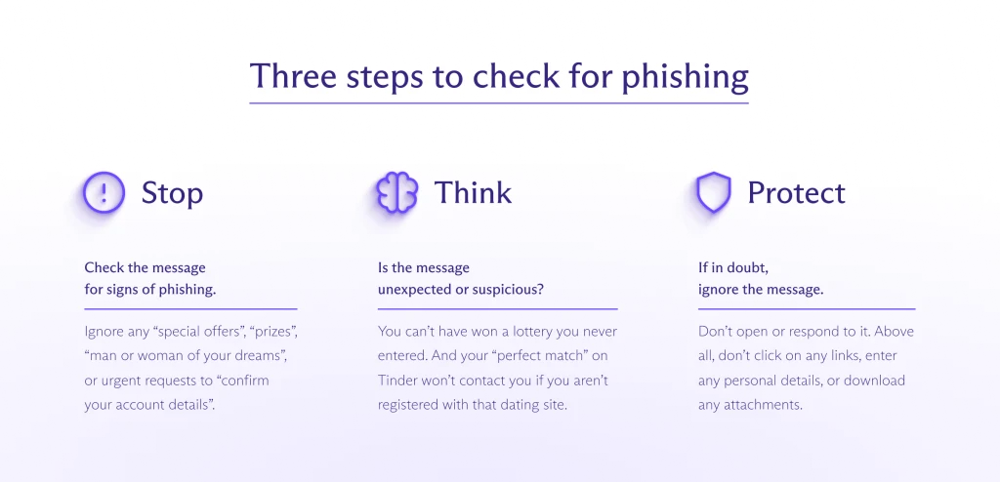 Three steps to check for phishing
Stop
Check the message
for signs of phishing.
Ignore any “special offers”, “prizes”,
“man or woman of your dreams”,
or urgent requests to “confirm
your account details”.
Think
Is the message
unexpected or suspicious?
You can’t have won a lottery you never
entered. And your “perfect match” on
Tinder won’t contact you if you aren’t
registered with that dating site.
Protect
If in doubt,
ignore the message.
Don’t open or respond to it. Above
all, don’t click on any links, enter
any personal details, or download
any attachments.